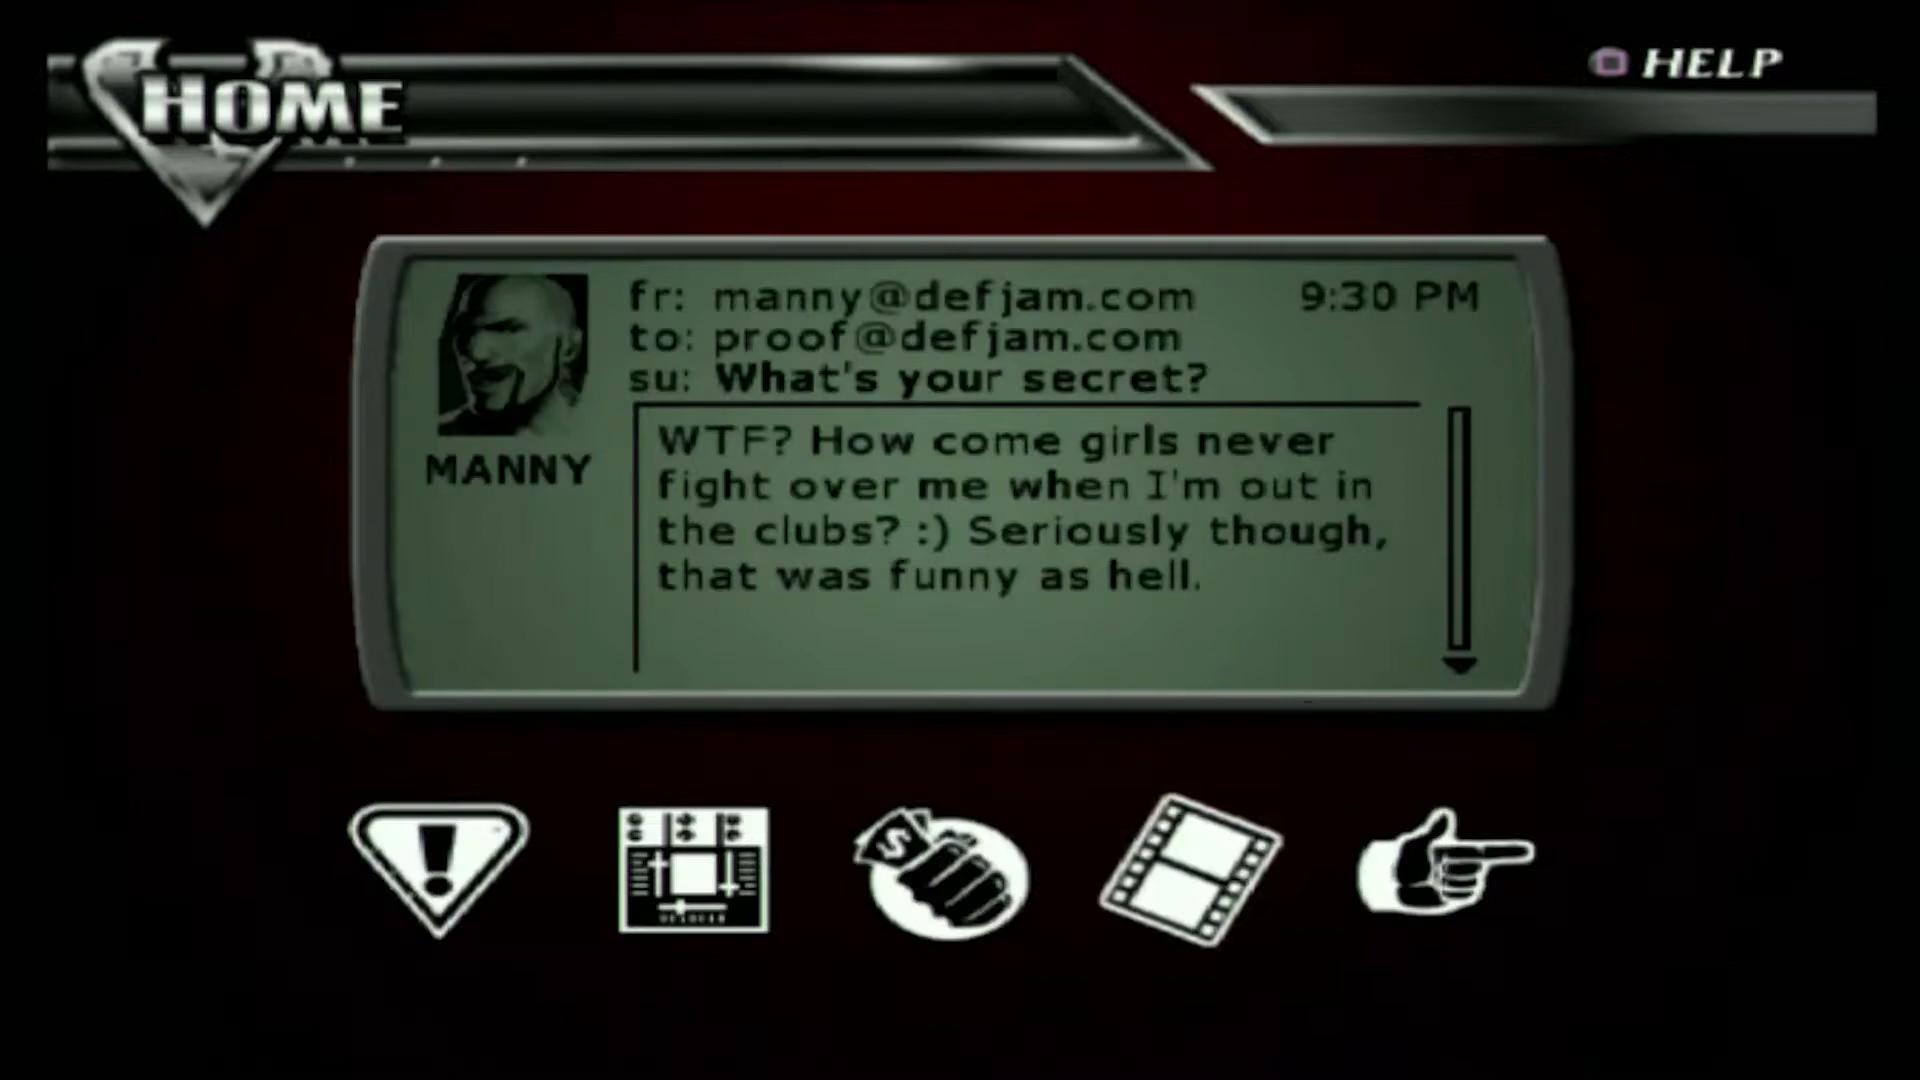 HOME
HELP
fr: manny@defjam.com 9:30 PM
to: proof@defjam.com
su: What's your secret?
MANNY
WTF? How come girls never
fight over me when I'm out in
the clubs? :) Seriously though,
that was funny as hell.
$